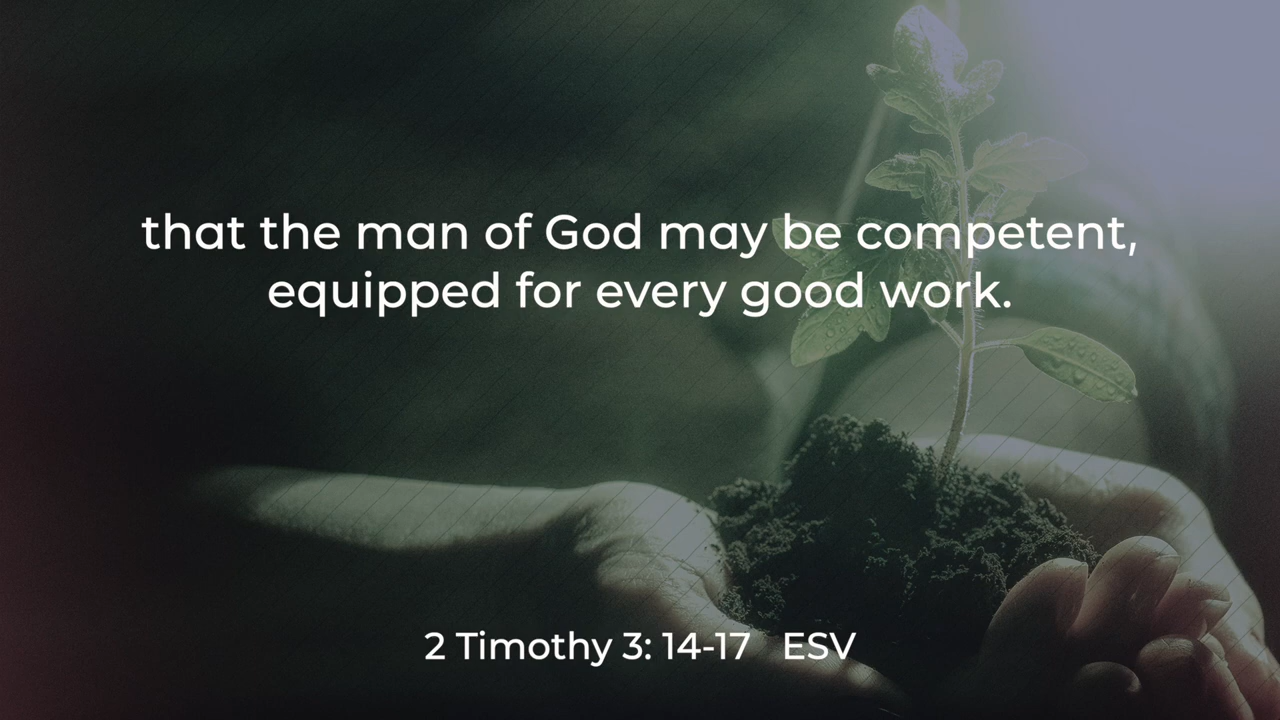 that the man of God may be competent,
equipped for every good work.
2 Timothy 3: 14-17 ESV